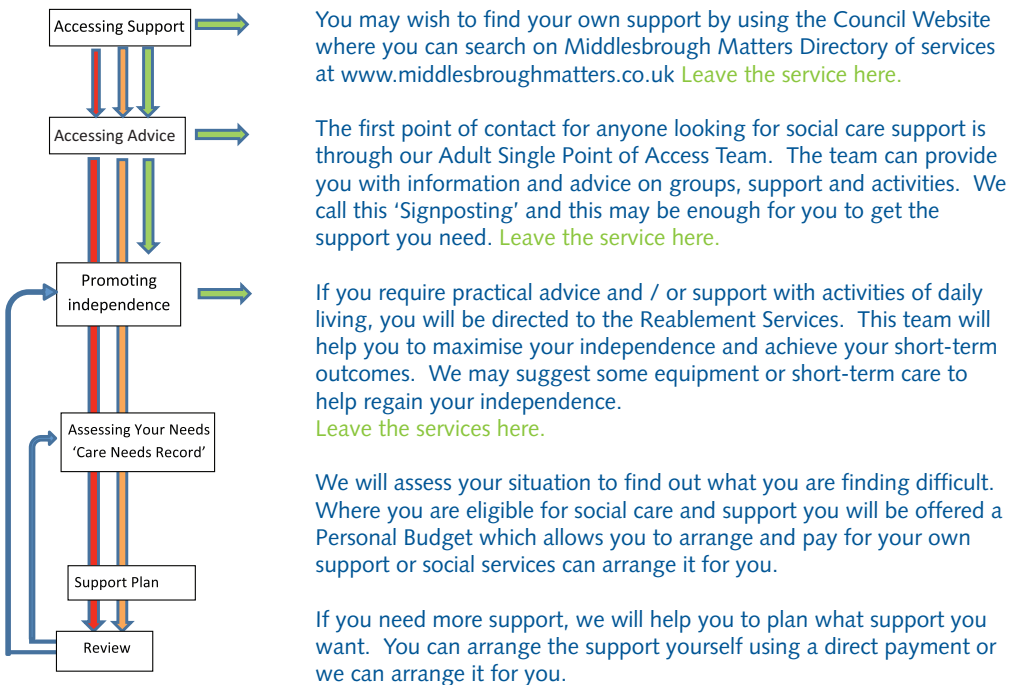 Accessing Support
You may wish to find your own support by using the Council Website
where you can search on Middlesbrough Matters Directory of services
at www.middlesbroughmatters.co.uk Leave the service here.
Accessing Advice
The first point of contact for anyone looking for social care support is
through our Adult Single Point of Access Team. The team can provide
you with information and advice on groups, support and activities. We
call this ‘Signposting’ and this may be enough for you to get the
support you need. Leave the service here.
Promoting
independence
If you require practical advice and / or support with activities of daily
living, you will be directed to the Reablement Services. This team will
help you to maximise your independence and achieve your short-term
outcomes. We may suggest some equipment or short-term care to
help regain your independence.
Leave the services here.
Assessing Your Needs
‘Care Needs Record’
We will assess your situation to find out what you are finding difficult.
Where you are eligible for social care and support you will be offered a
Personal Budget which allows you to arrange and pay for your own
support or social services can arrange it for you.
Support Plan
If you need more support, we will help you to plan what support you
want. You can arrange the support yourself using a direct payment or
we can arrange it for you.
Review